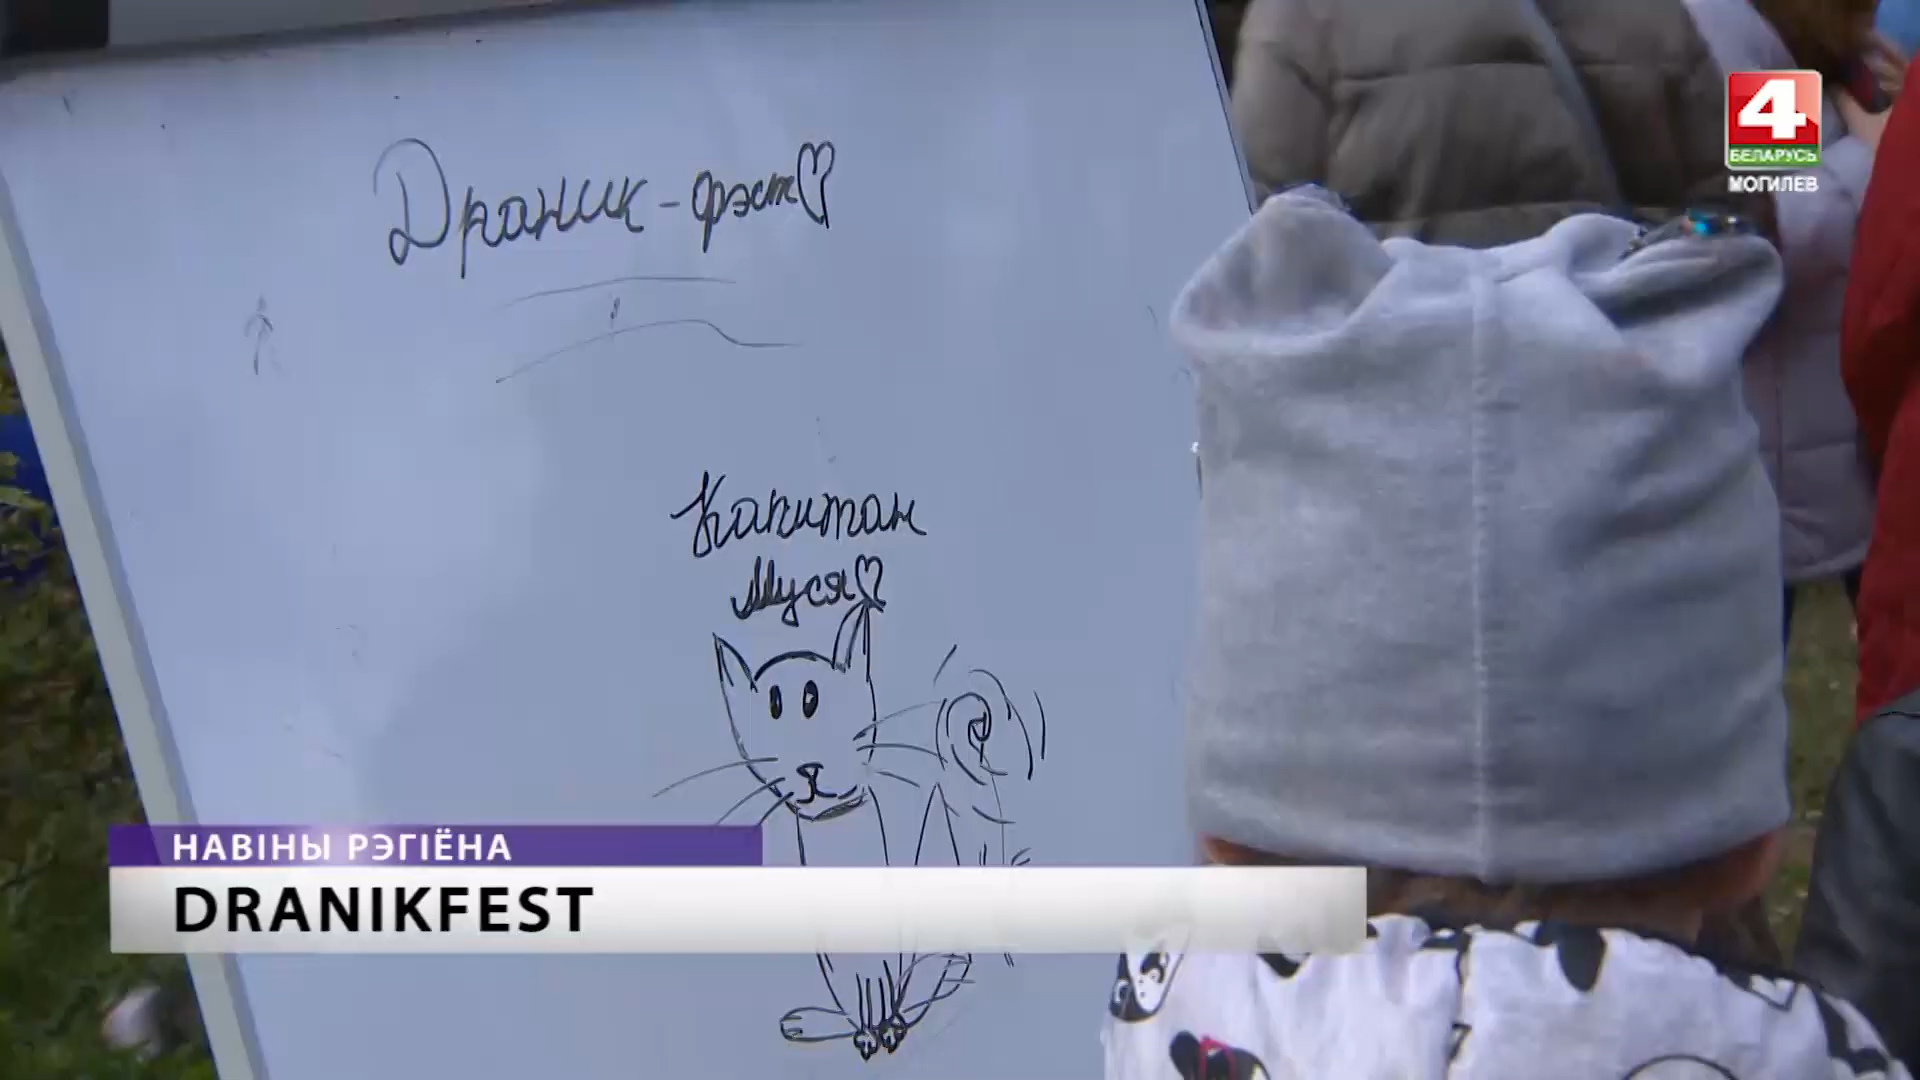 Драник-фэст
4
БЕЛАРУСЬ
МОГИЛЕВ
Капитан
Муся
НАВІНЫ РЭГІЁНА
DRANIKFEST